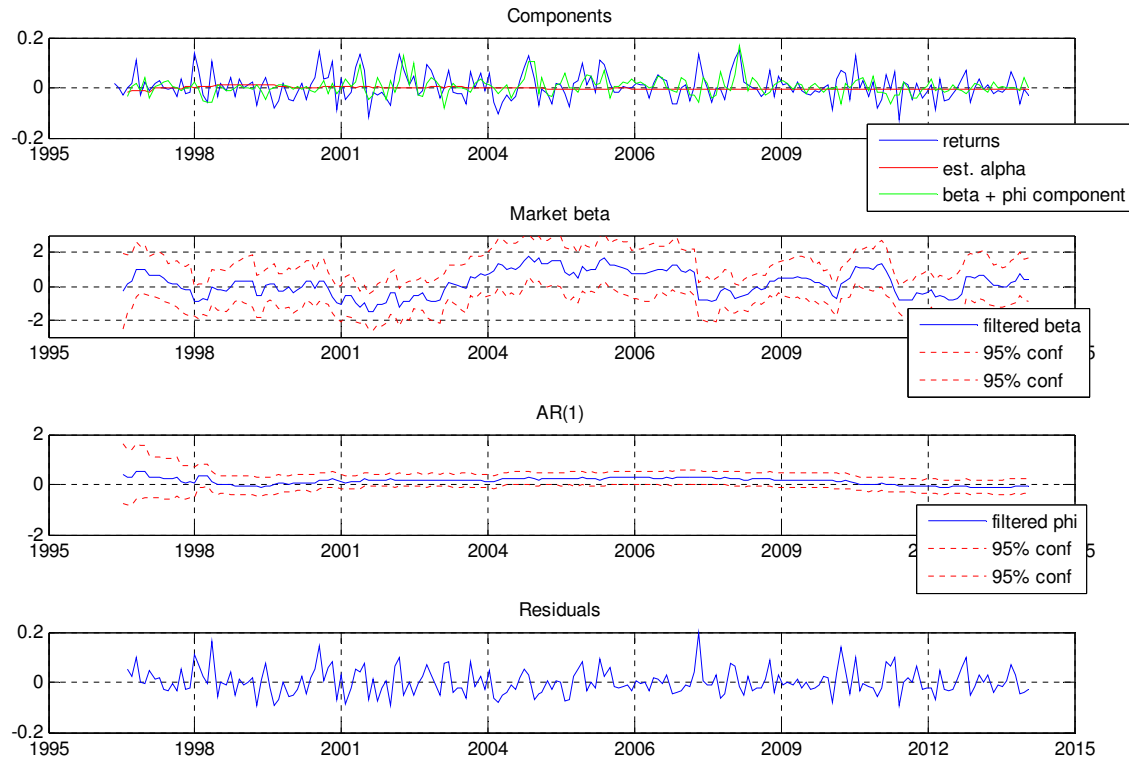 Components
0.2
0
-0.2
1995 1998 2001 2004 2006 2009 2015
returns
est. alpha
beta + phi component
Market beta
2
0
-2
1995 1998 2001 2004 2006 2009
filtered beta
95% conf
95% conf
AR(1)
2
0
-2
1995 1998 2001 2004 2006 2009
filtered phi
95% conf
95% conf
Residuals
0.2
0
-0.2
1995 1998 2001 2004 2006 2009 2012 2015